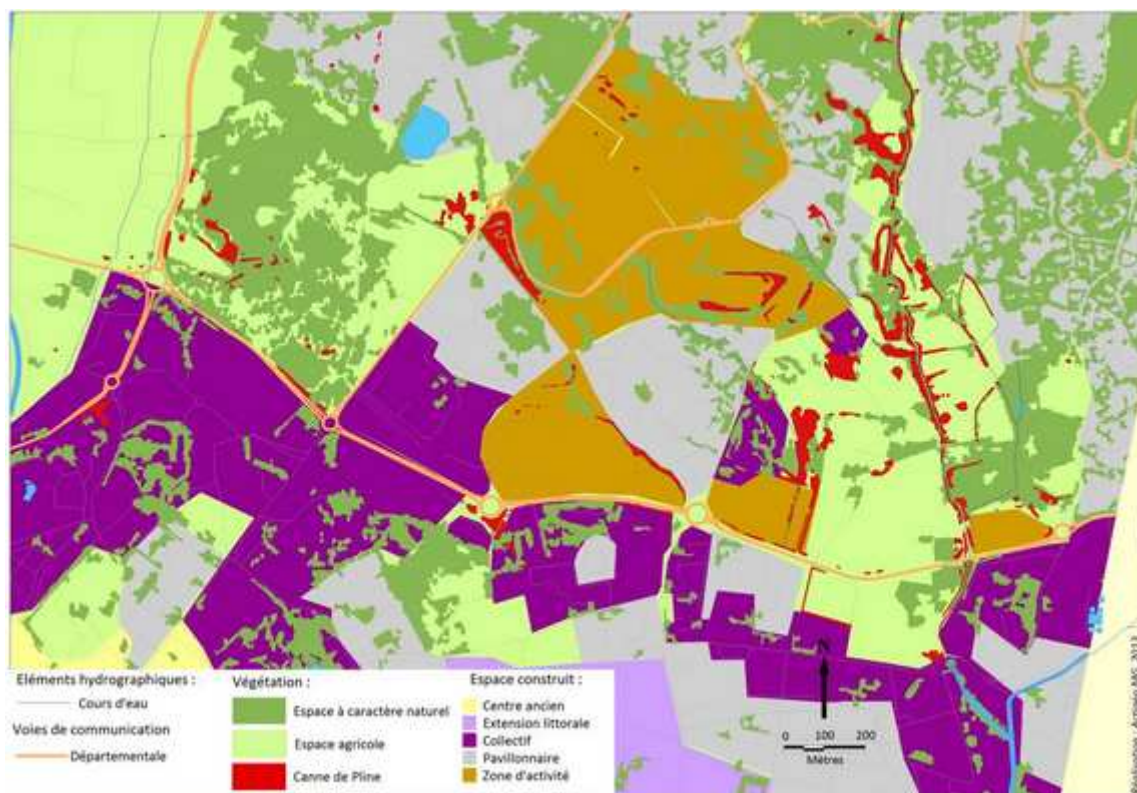 Eléments hydrographiques :
Cours d'eau
Voies de communication
Départementale
Végétation :
Espace à caractère naturel
Espace agricole
Canne de Pline
Espace construit :
Centre ancien
Extension littorale
Collectif
Pavillonnaire
Zone d'activité
N
0 100 200
Mètres